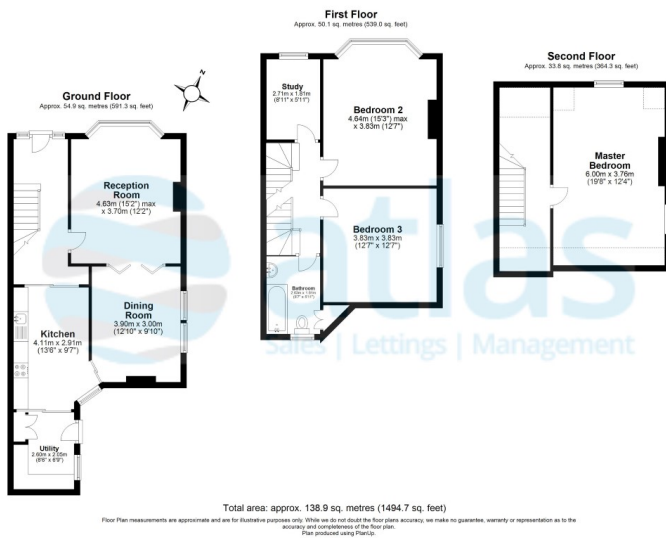 First Floor
Approx. 50.1 sq. metres (539.0 sq. feet)
Second Floor
Approx. 33.8 sq. metres (364.3 sq. feet)
Ground Floor
Approx. 54.9 sq. metres (591.3 sq. feet)
N
Study
2.71m x 1.81m
(8'11" x 5'11")
Bedroom 2
4.64m (15'3") max
x 3.83m (12'7")
Master
Bedroom
6.00m x 3.76m
(19'8" x 12'4")
Reception
Room
4.63m (15'2") max
x 3.70m (12'2")
Bedroom 3
3.83m x 3.83m
(12'7" x 12'7")
Bathroom
Dining
Room
3.90m x 3.00m
(12'10" x 9'10")
Kitchen
4.11m x 2.91m
(13'6" x 9'7")
Utility
2.60m x 2.05m
(8'6" x 6'9")
atlas
Sales | Lettings | Management
Total area: approx. 138.9 sq. metres (1494.7 sq. feet)
Floor Plan measurements are approximate and are for illustrative purposes only. While we do not doubt the floor plans accuracy, we make no guarantee, warranty or representation as to the
accuracy and completeness of the floor plan.
Plan produced using PlanUp.